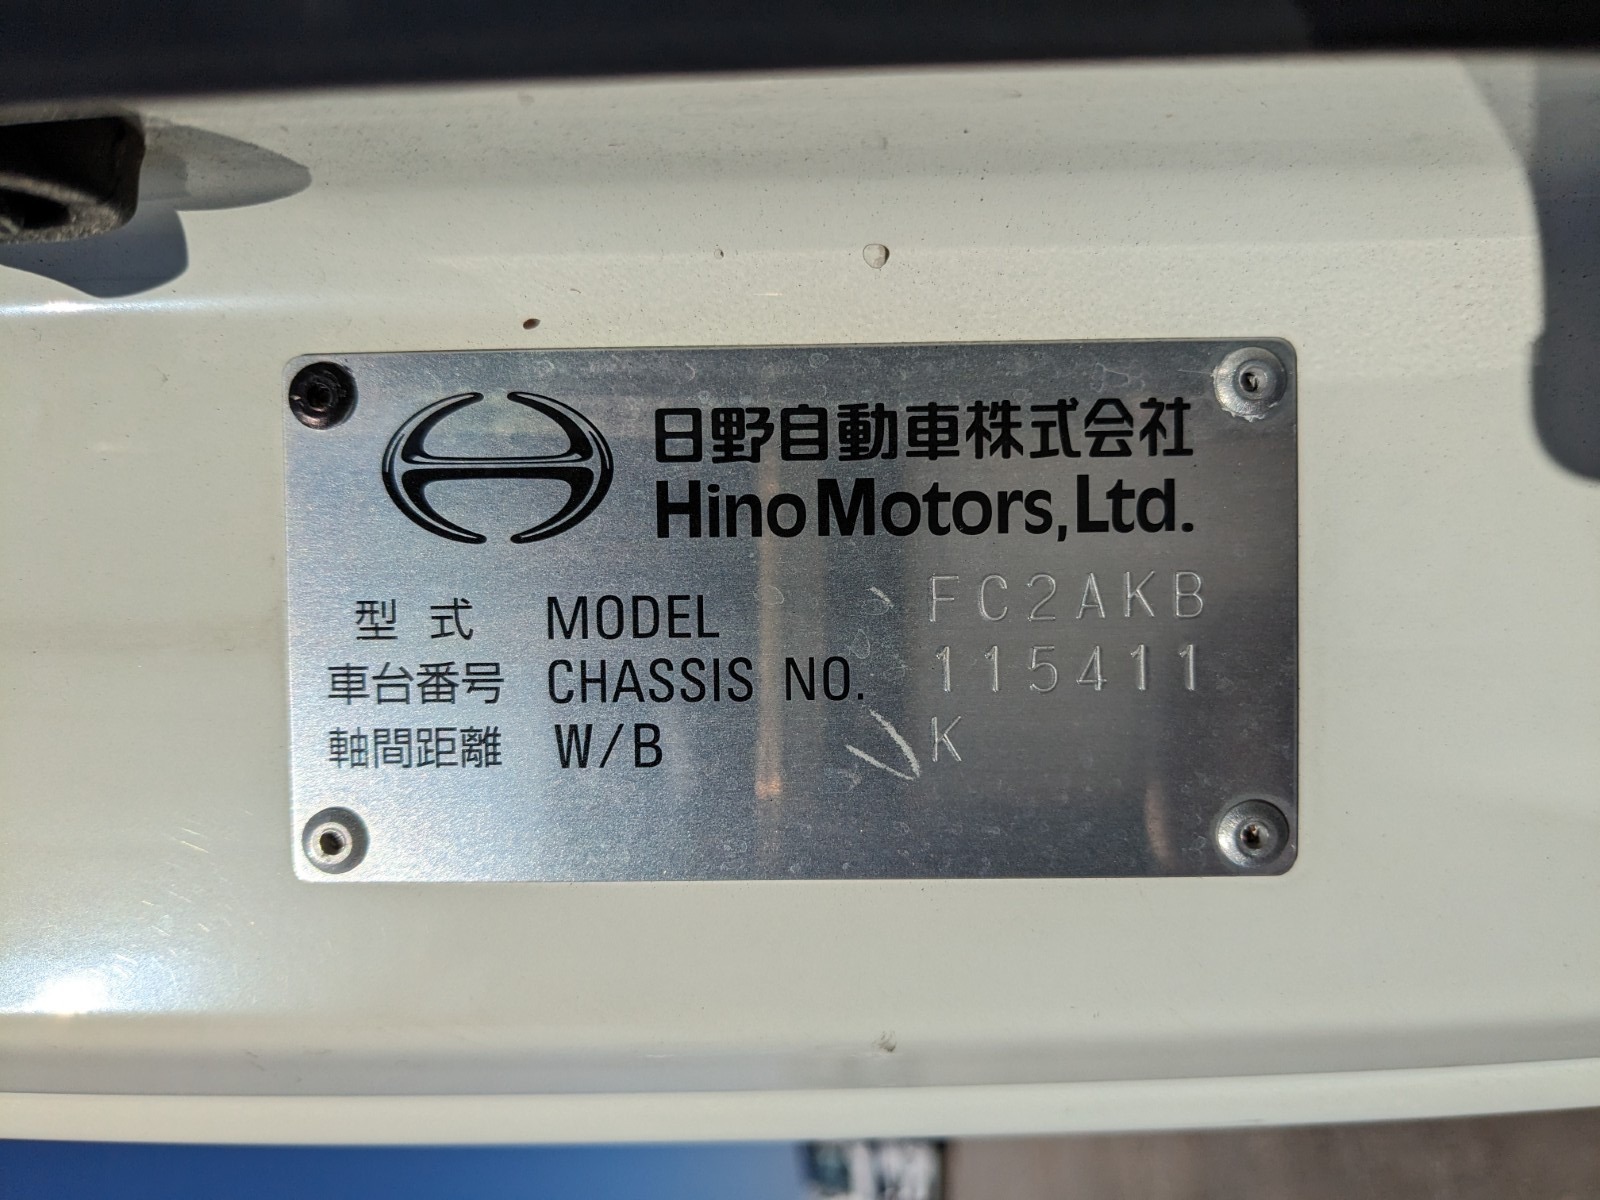 日野自動車株式会社
Hino Motors, Ltd.
型式 MODEL FC2AKB
車台番号 CHASSIS NO. 115411
軸間距離 W/B K